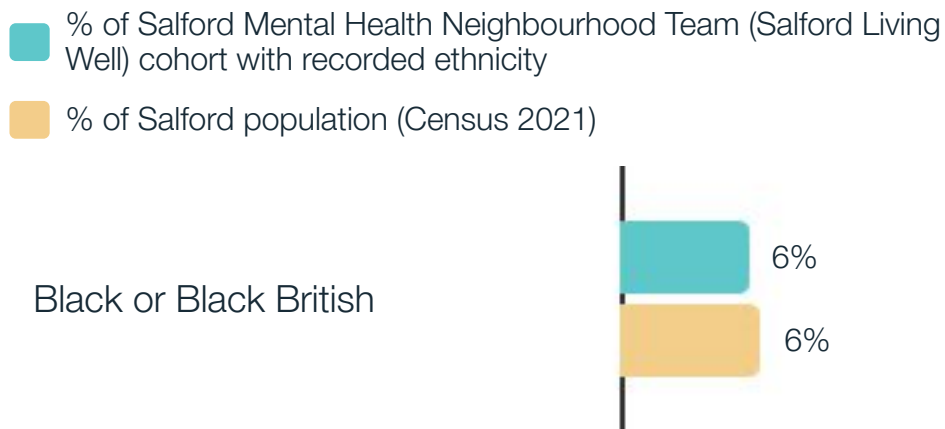 % of Salford Mental Health Neighbourhood Team (Salford Living
Well) cohort with recorded ethnicity
% of Salford population (Census 2021)
6%
Black or Black British
6%